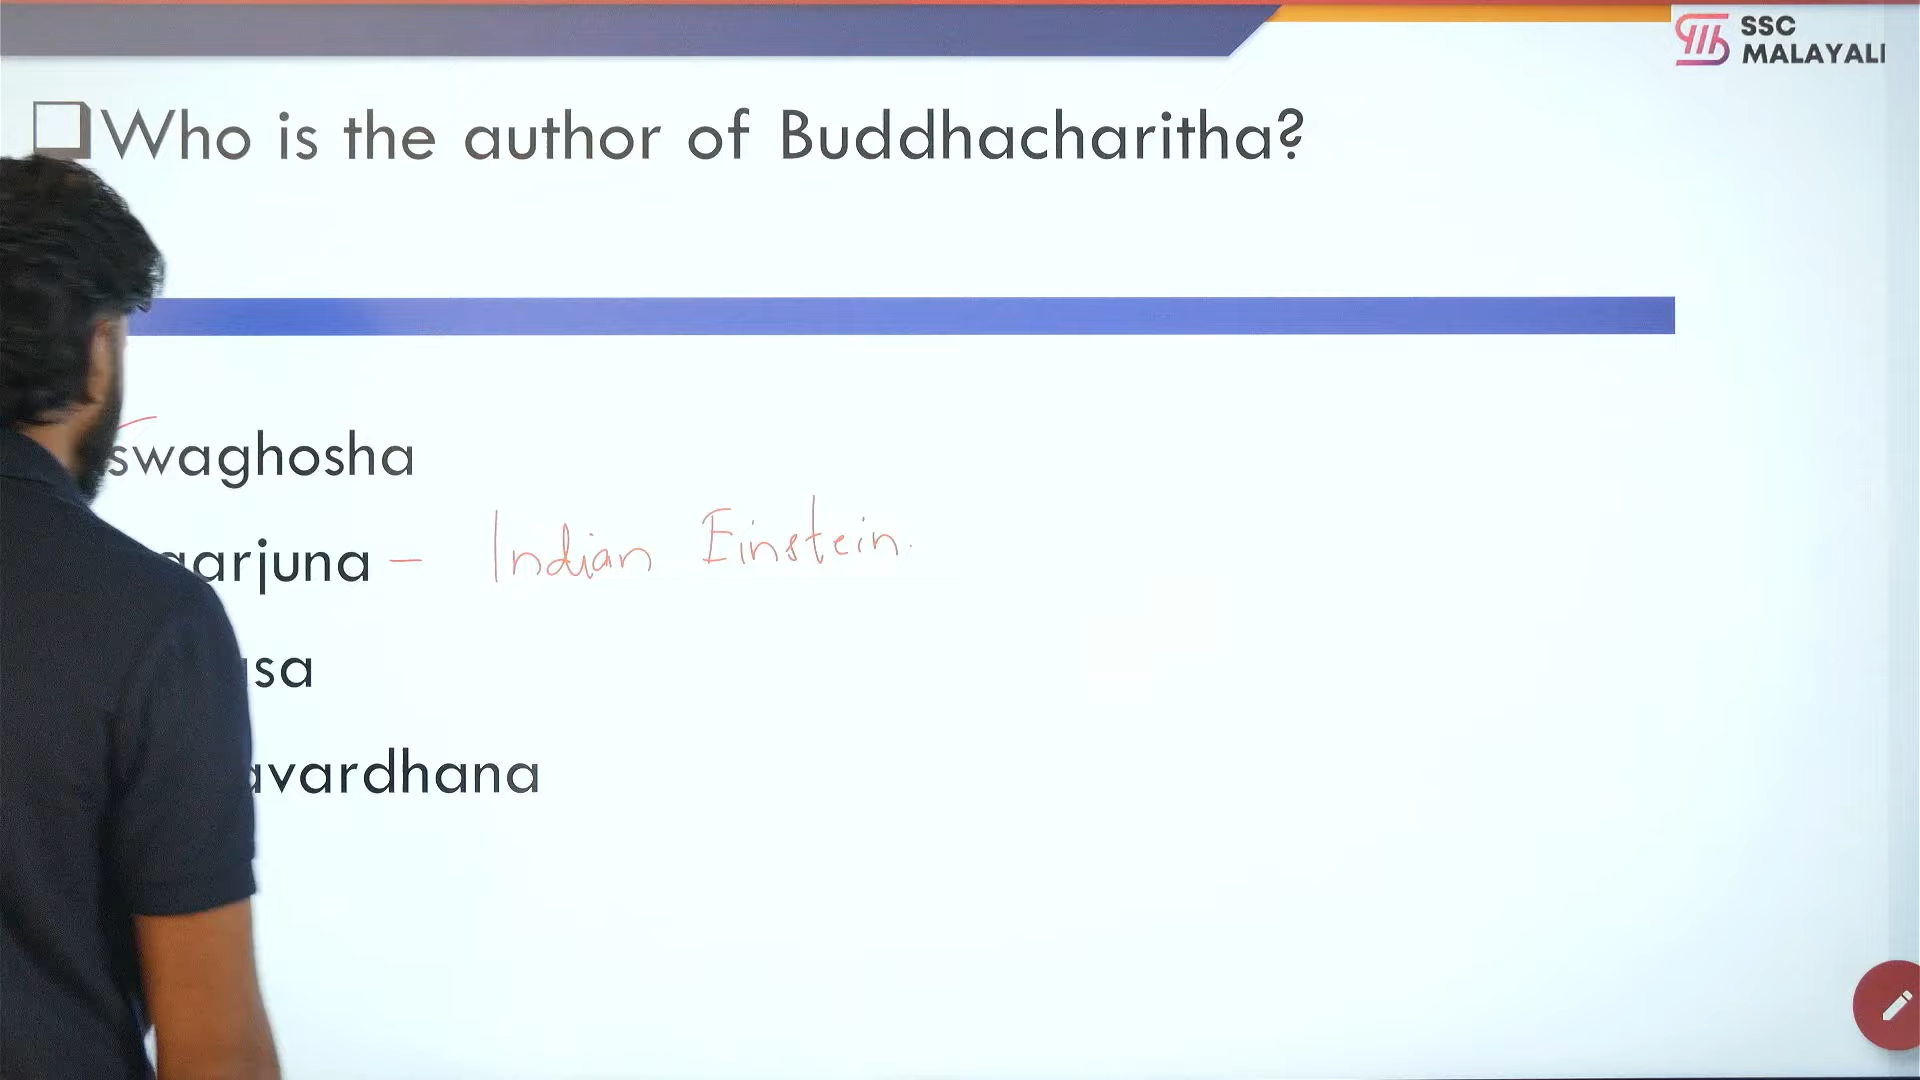 SSC
MALAYALI
Who is the author of Buddhacharitha?
swaghosha
arjuna – Indian Einstein.
sa
avardhana